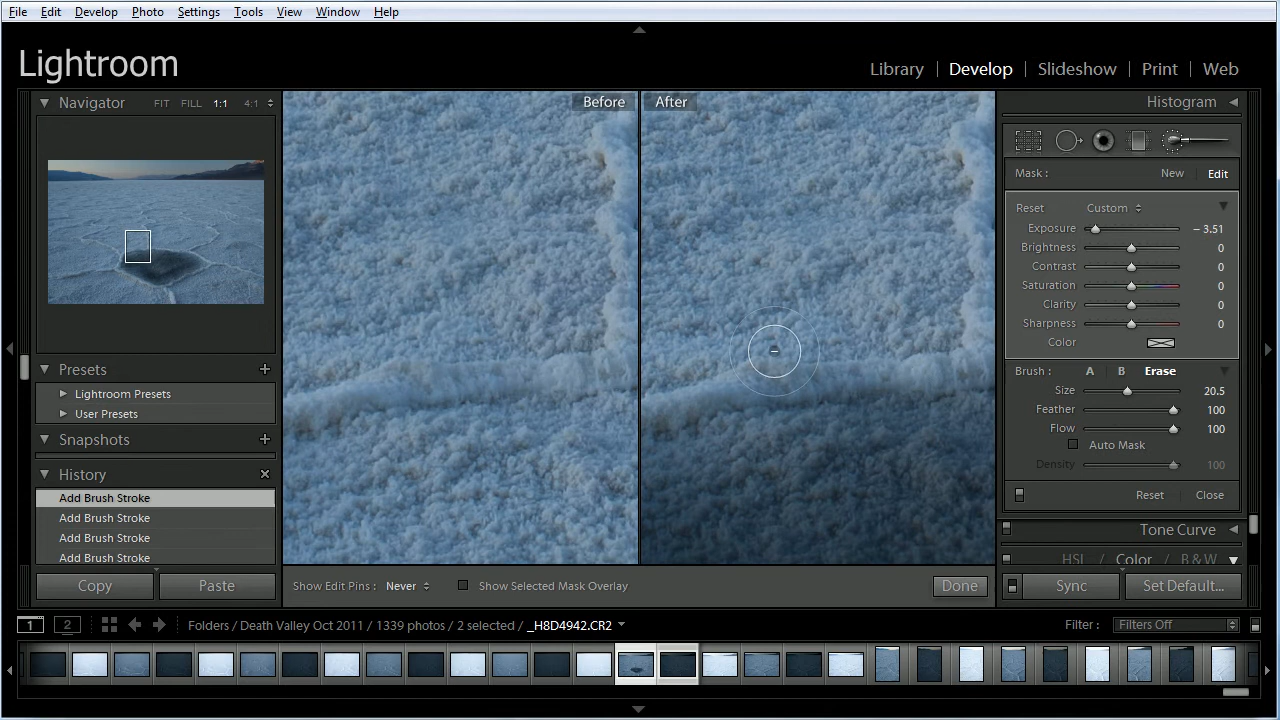 File Edit Develop Photo Settings Tools View Window Help
Lightroom
Library | Develop | Slideshow | Print | Web
Navigator FIT FILL 1:1 4:1
Before After
Histogram
Mask : New Edit
Reset Custom
Exposure − 3.51
Brightness 0
Contrast 0
Saturation 0
Clarity 0
Sharpness 0
Color
Presets
Lightroom Presets
User Presets
Snapshots
History
Add Brush Stroke
Add Brush Stroke
Add Brush Stroke
Add Brush Stroke
Brush : A B Erase
Size 20.5
Feather 100
Flow 100
Auto Mask
Density 100
Reset Close
Tone Curve
HSL / Color / B & W
Copy Paste
Show Edit Pins : Never Show Selected Mask Overlay Done
Sync Set Default...
1 2 Folders / Death Valley Oct 2011 / 1339 photos / 2 selected / _H8D4942.CR2 Filter : Filters Off